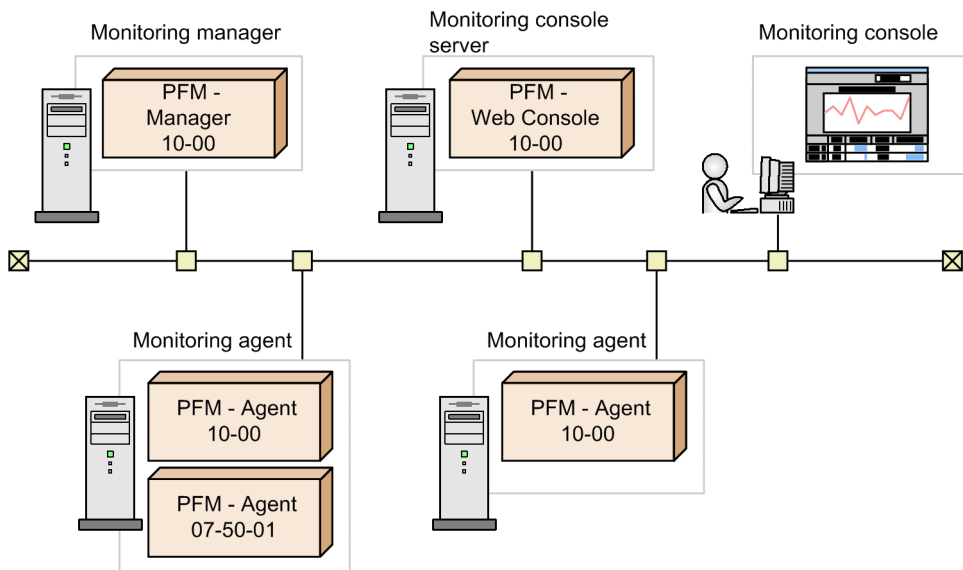 Monitoring manager
PFM -
Manager
10-00
Monitoring console
server
PFM -
Web Console
10-00
Monitoring console
Monitoring agent
PFM - Agent
10-00
PFM - Agent
07-50-01
Monitoring agent
PFM - Agent
10-00